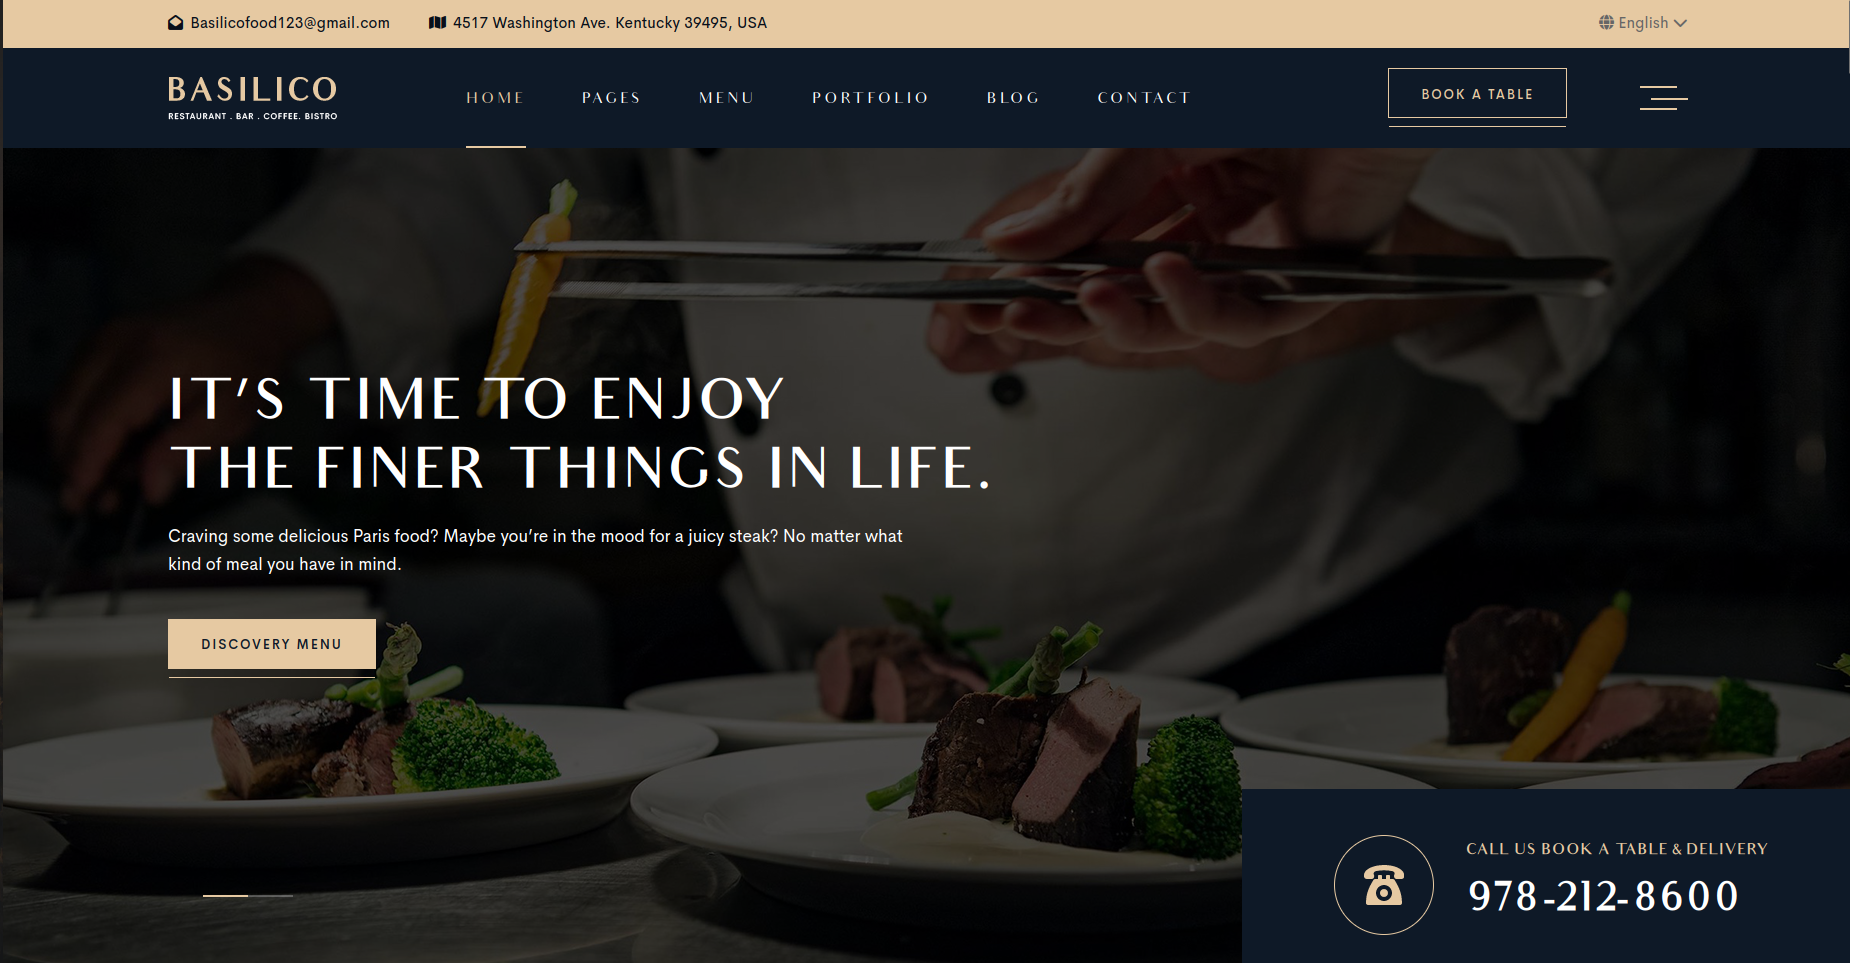 Basilicofood123@gmail.com
4517 Washington Ave. Kentucky 39495, USA
English
BASILICO
RESTAURANT . BAR . COFFEE. BISTRO
HOME
PAGES
MENU
PORTFOLIO
BLOG
CONTACT
BOOK A TABLE
IT’S TIME TO ENJOY
THE FINER THINGS IN LIFE.
Craving some delicious Paris food? Maybe you’re in the mood for a juicy steak? No matter what
kind of meal you have in mind.
DISCOVERY MENU
CALL US BOOK A TABLE & DELIVERY
978-212-8600